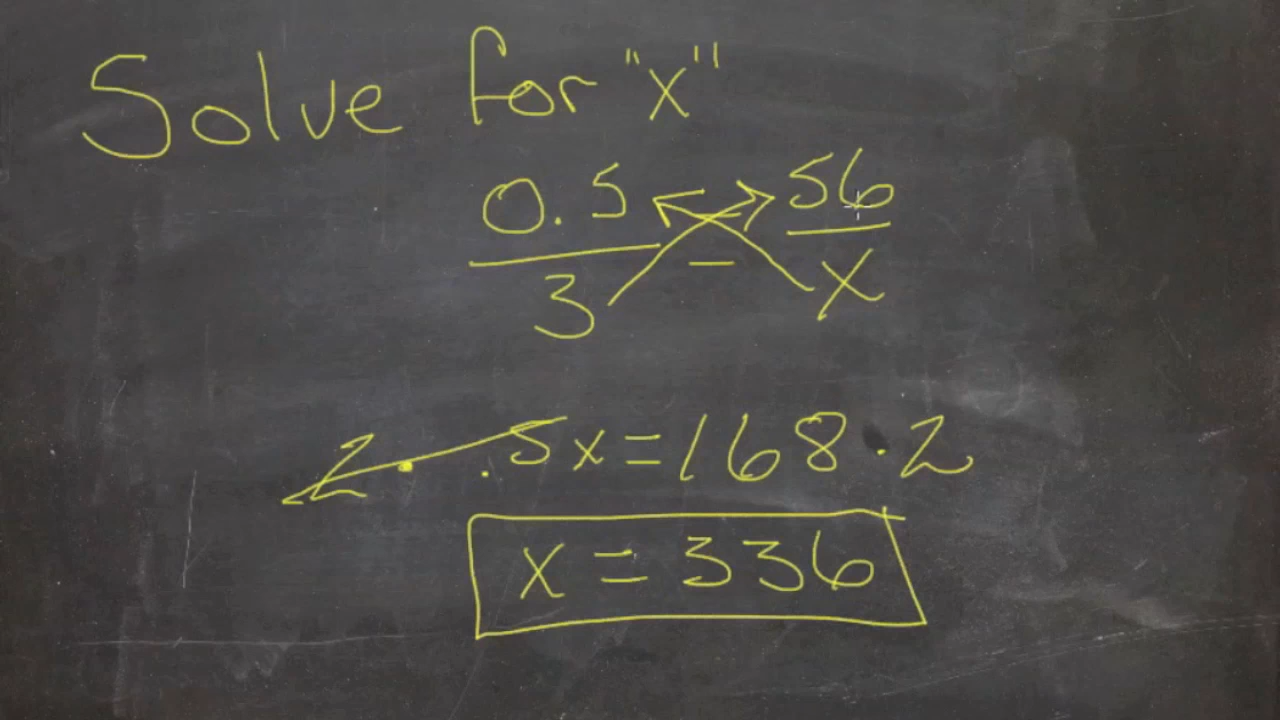 Solve for "x"
0.5 56
3 = x
2 · .5x = 168 · 2
x = 336